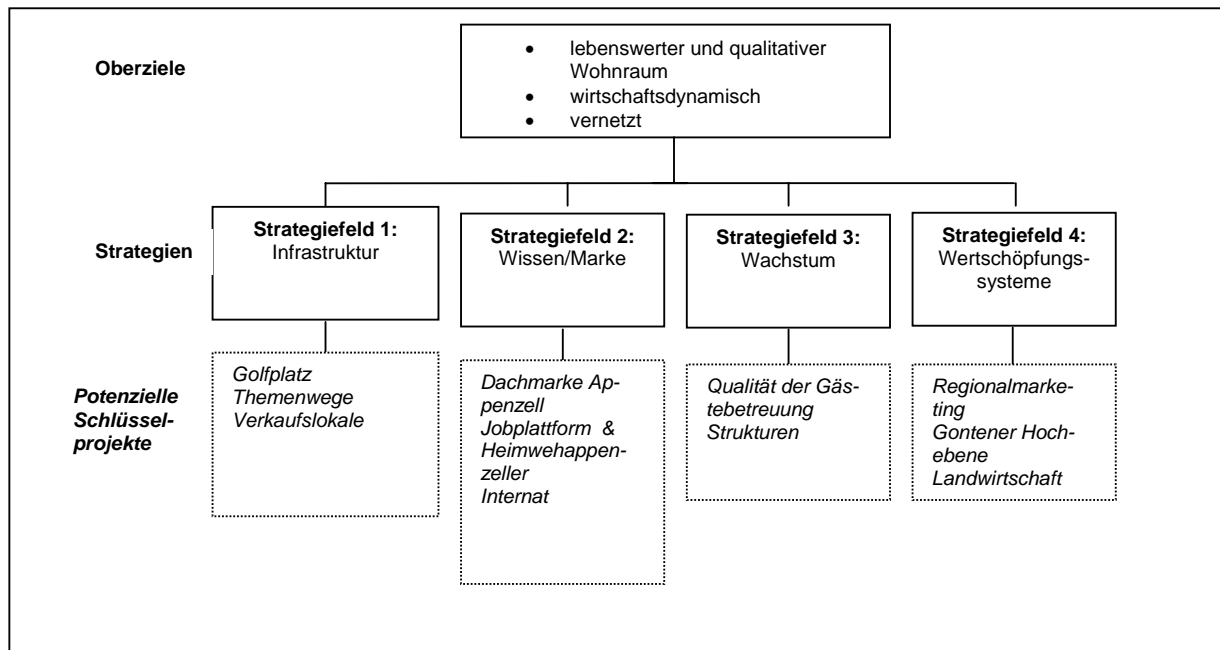 Oberziele
• lebenswerter und qualitativer
Wohnraum
• wirtschaftsdynamisch
• vernetzt
Strategien
Strategiefeld 1:
Infrastruktur
Strategiefeld 2:
Wissen/Marke
Strategiefeld 3:
Wachstum
Strategiefeld 4:
Wertschöpfungs-
systeme
Potenzielle
Schlüssel-
projekte
Golfplatz
Themenwege
Verkaufslokale
Dachmarke Ap-
penzell
Jobplattform &
Heimwehappen-
zeller
Internat
Qualität der Gäs-
tebetreuung
Strukturen
Regionalmarke-
ting
Gontener Hoch-
ebene
Landwirtschaft